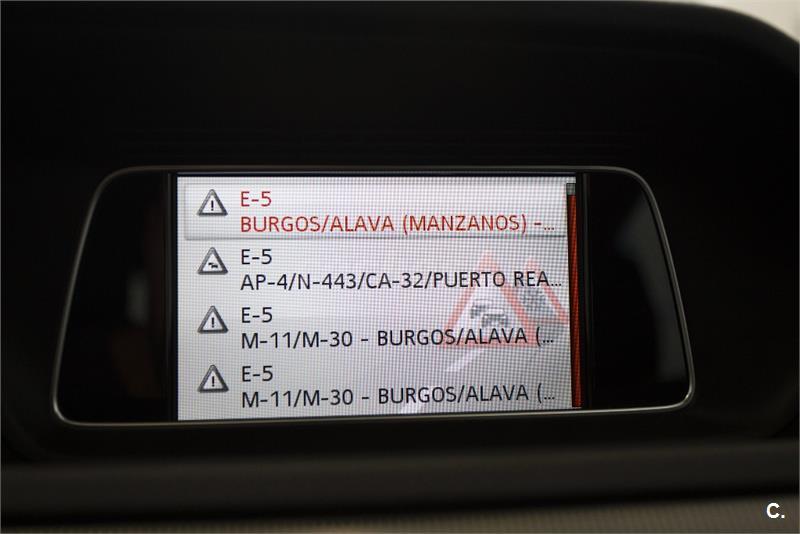 E-5
BURGOS/ALAVA (MANZANOS) -...
E-5
AP-4/N-443/CA-32/PUERTO REA...
E-5
M-11/M-30 - BURGOS/ALAVA (...
E-5
M-11/M-30 - BURGOS/ALAVA (...
C.